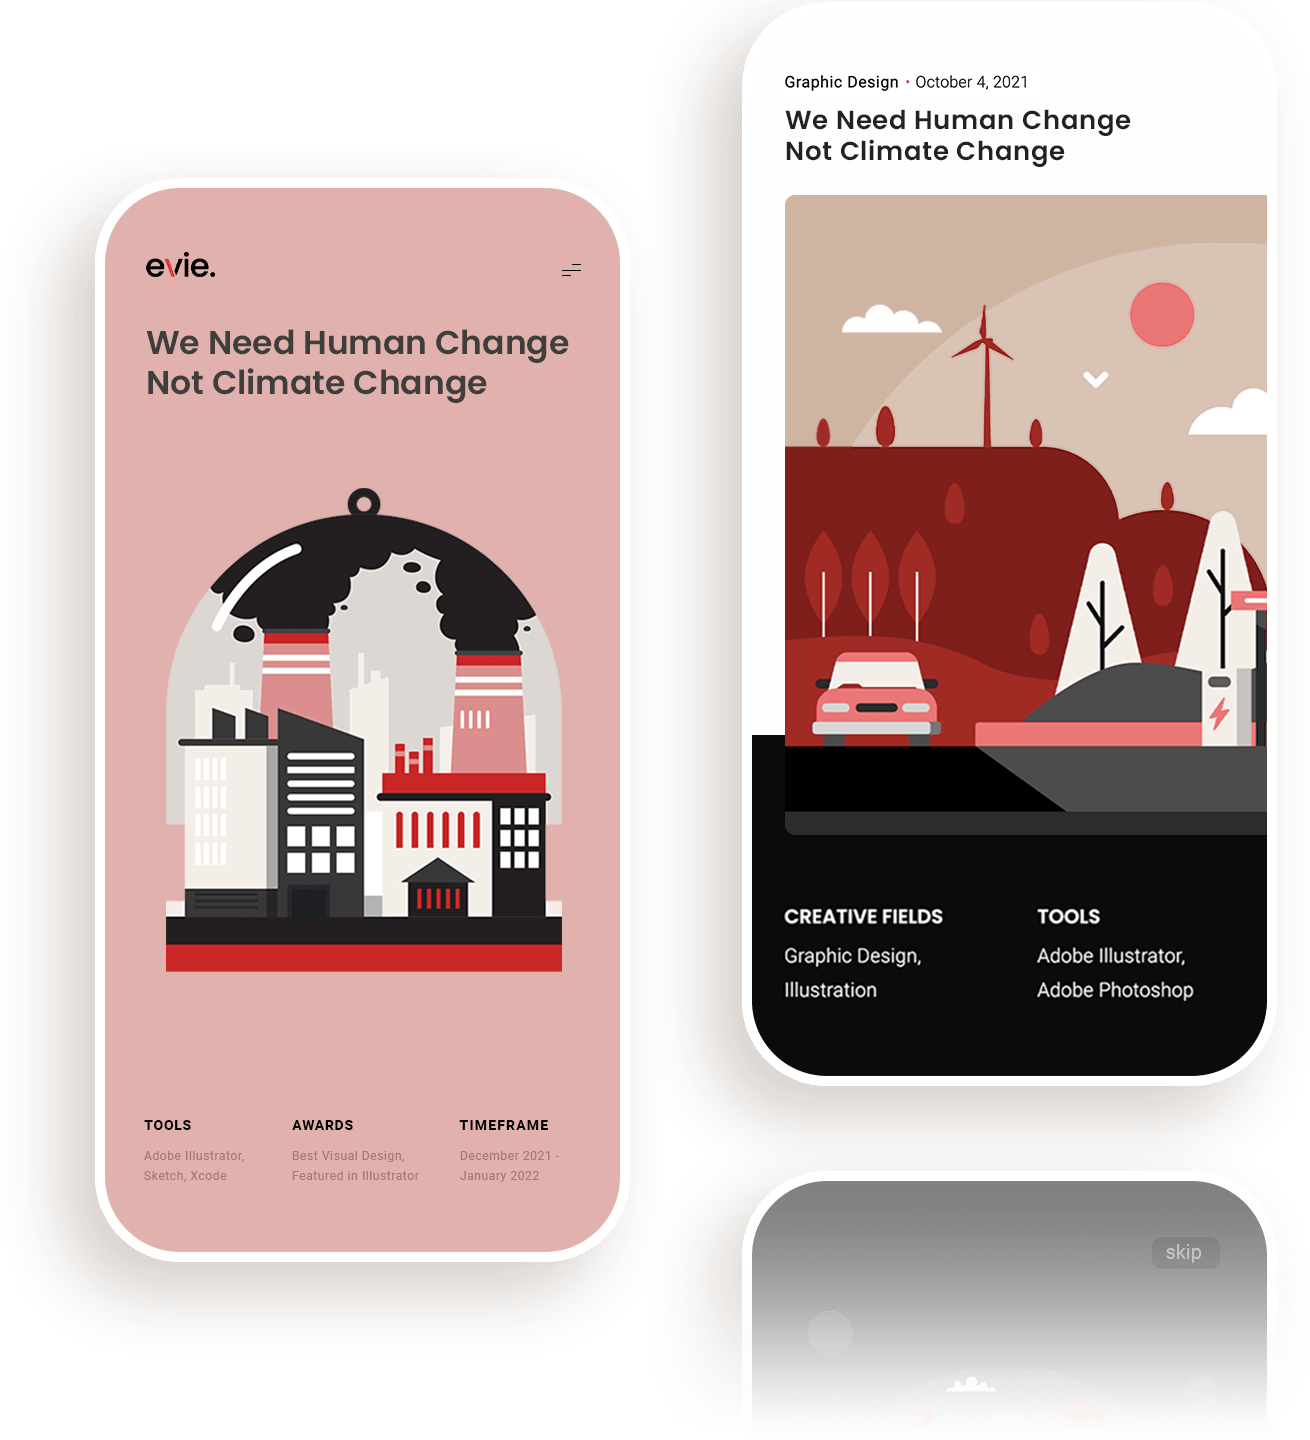 evie.
We Need Human Change
Not Climate Change
TOOLS
Adobe Illustrator,
Sketch, Xcode
AWARDS
Best Visual Design,
Featured in Illustrator
TIMEFRAME
December 2021 -
January 2022
Graphic Design • October 4, 2021
We Need Human Change
Not Climate Change
CREATIVE FIELDS
Graphic Design,
Illustration
TOOLS
Adobe Illustrator,
Adobe Photoshop
skip